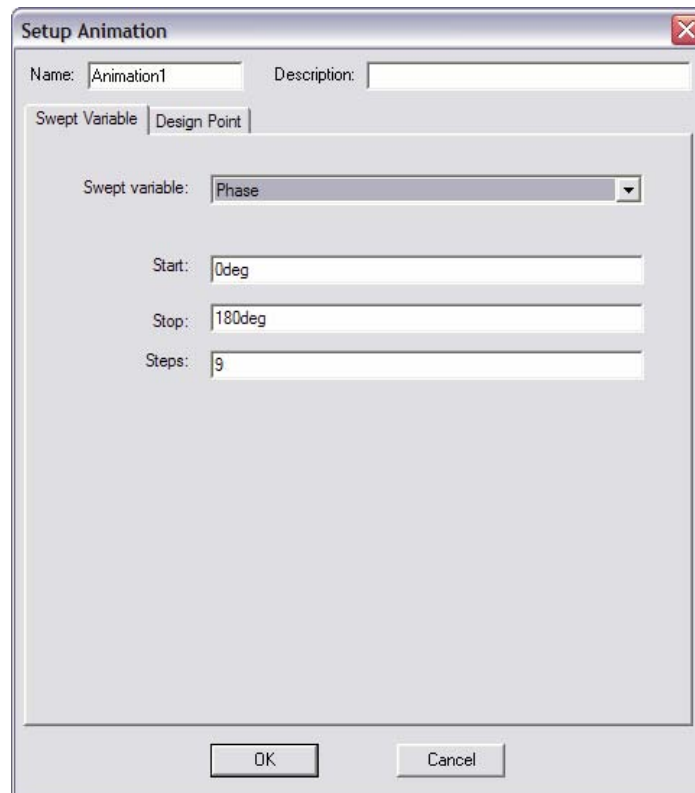 Setup Animation
Name: Animation1 Description:
Swept Variable Design Point
Swept variable: Phase
Start: 0deg
Stop: 180deg
Steps: 9
OK Cancel